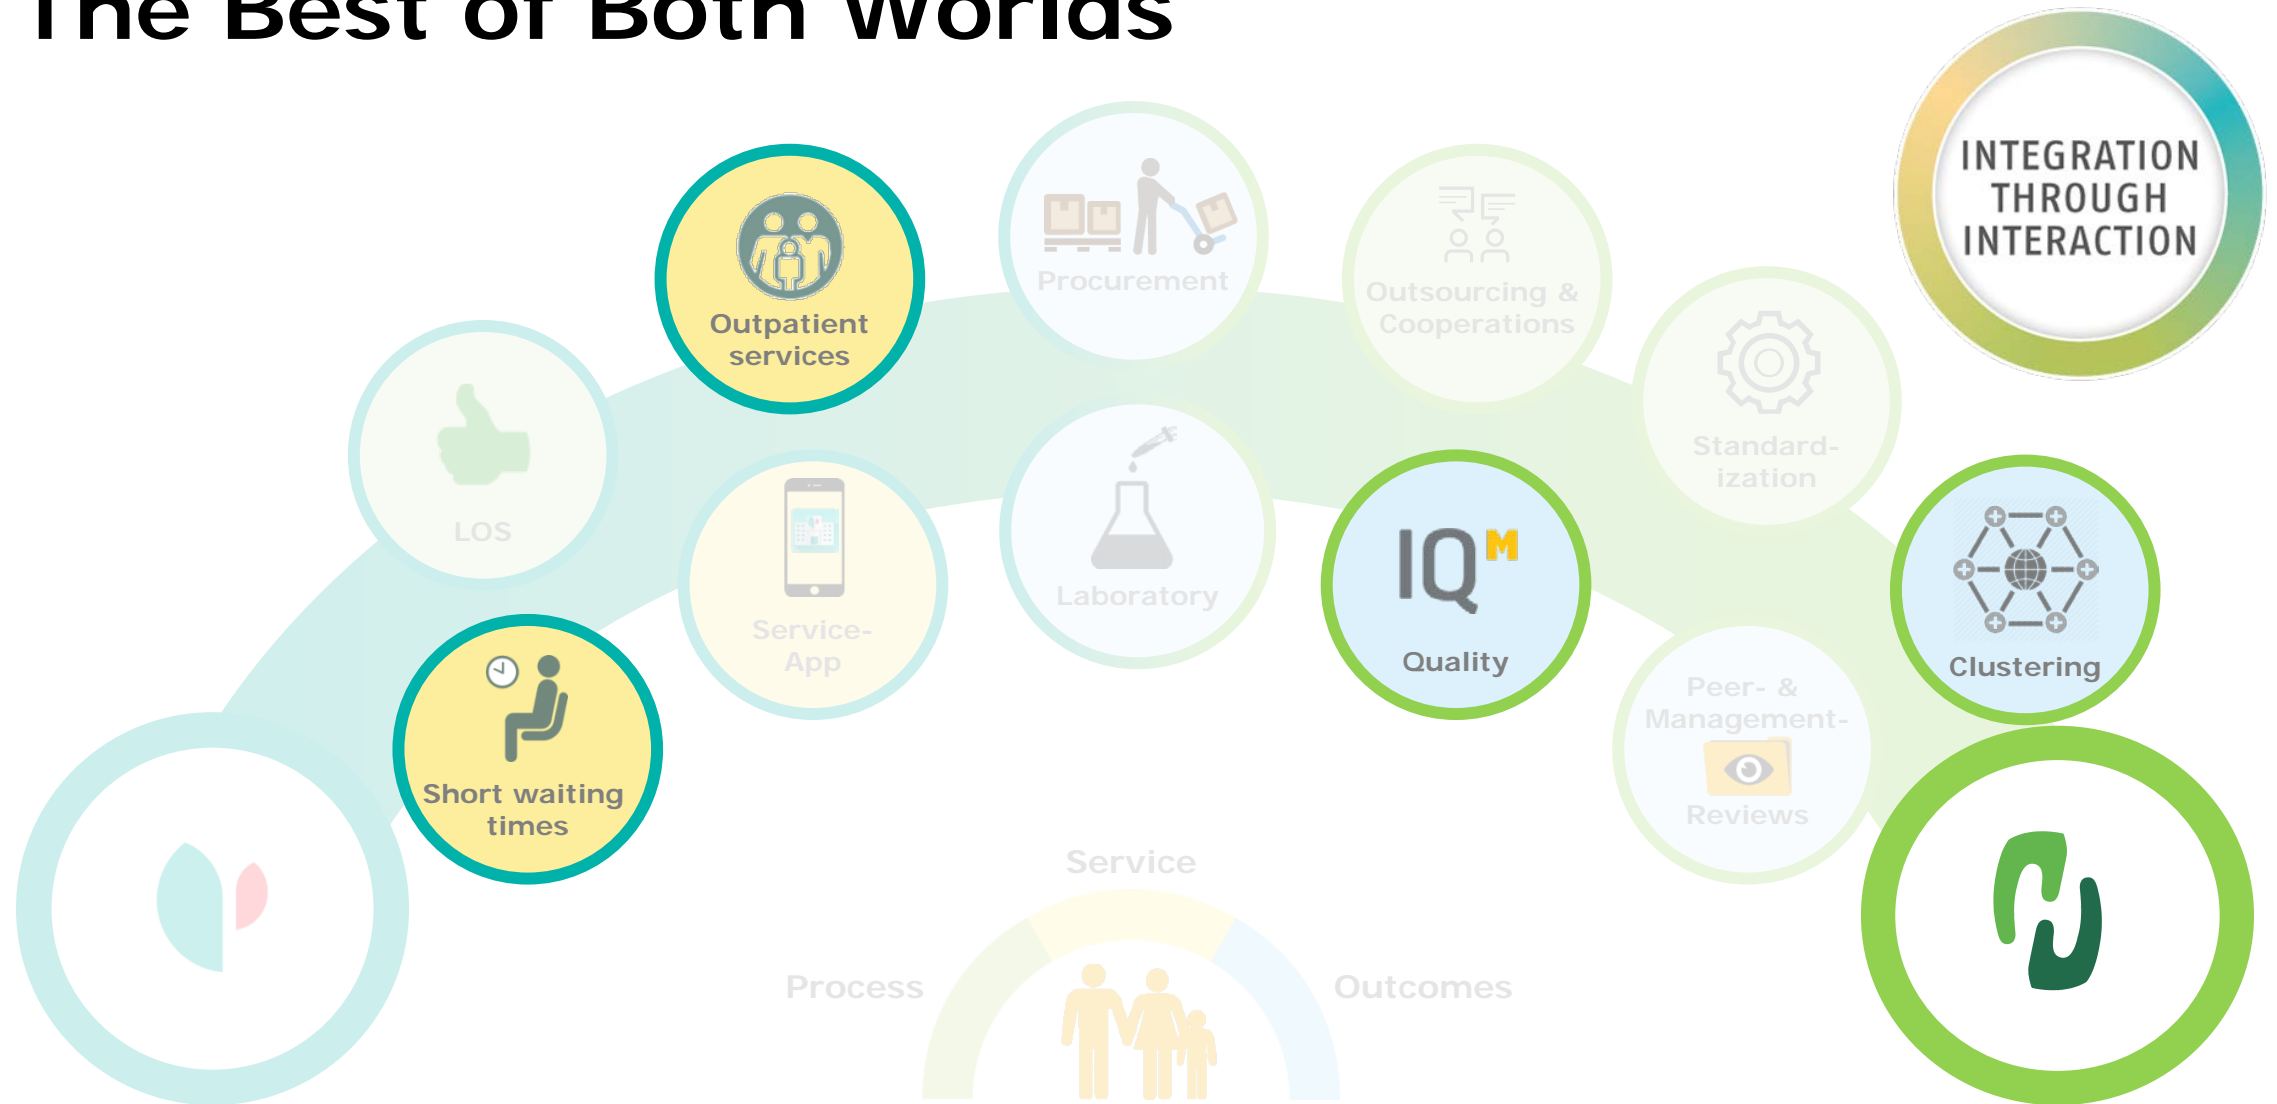 The Best of Both Worlds
INTEGRATION
THROUGH
INTERACTION
Procurement
Outsourcing &
Cooperations
Outpatient
services
Standard-
ization
LOS
Service-
App
Laboratory
IQM
Quality
Clustering
Peer- &
Management-
Reviews
Short waiting
times
Service
Process
Outcomes